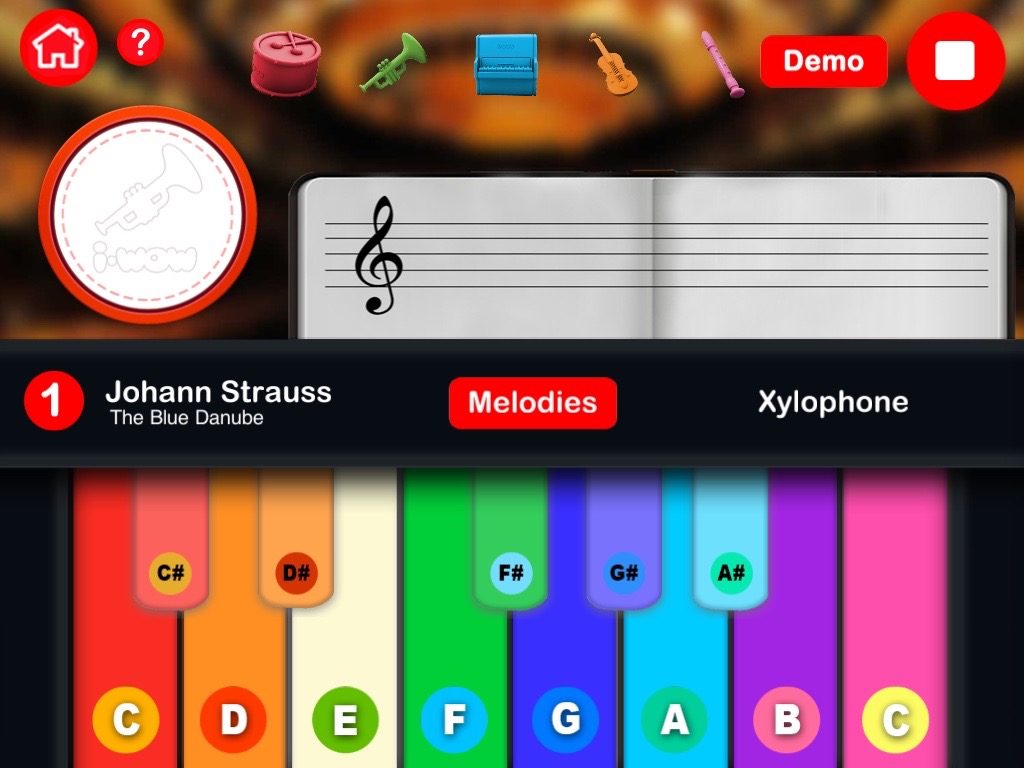 ?
Demo
i-wow
1
Johann Strauss
The Blue Danube
Melodies
Xylophone
C# D# F# G# A#
C D E F G A B C